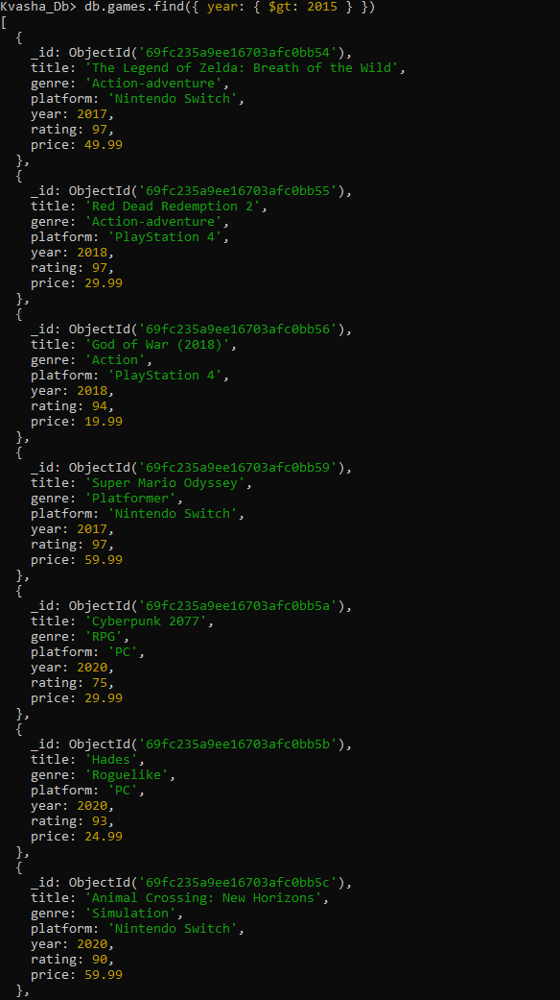 Kvasha_Db> db.games.find({ year: { $gt: 2015 } })
[
  {
    _id: ObjectId('69fc235a9ee16703afc0bb54'),
    title: 'The Legend of Zelda: Breath of the Wild',
    genre: 'Action-adventure',
    platform: 'Nintendo Switch',
    year: 2017,
    rating: 97,
    price: 49.99
  },
  {
    _id: ObjectId('69fc235a9ee16703afc0bb55'),
    title: 'Red Dead Redemption 2',
    genre: 'Action-adventure',
    platform: 'PlayStation 4',
    year: 2018,
    rating: 97,
    price: 29.99
  },
  {
    _id: ObjectId('69fc235a9ee16703afc0bb56'),
    title: 'God of War (2018)',
    genre: 'Action',
    platform: 'PlayStation 4',
    year: 2018,
    rating: 94,
    price: 19.99
  },
  {
    _id: ObjectId('69fc235a9ee16703afc0bb59'),
    title: 'Super Mario Odyssey',
    genre: 'Platformer',
    platform: 'Nintendo Switch',
    year: 2017,
    rating: 97,
    price: 59.99
  },
  {
    _id: ObjectId('69fc235a9ee16703afc0bb5a'),
    title: 'Cyberpunk 2077',
    genre: 'RPG',
    platform: 'PC',
    year: 2020,
    rating: 75,
    price: 29.99
  },
  {
    _id: ObjectId('69fc235a9ee16703afc0bb5b'),
    title: 'Hades',
    genre: 'Roguelike',
    platform: 'PC',
    year: 2020,
    rating: 93,
    price: 24.99
  },
  {
    _id: ObjectId('69fc235a9ee16703afc0bb5c'),
    title: 'Animal Crossing: New Horizons',
    genre: 'Simulation',
    platform: 'Nintendo Switch',
    year: 2020,
    rating: 90,
    price: 59.99
  },